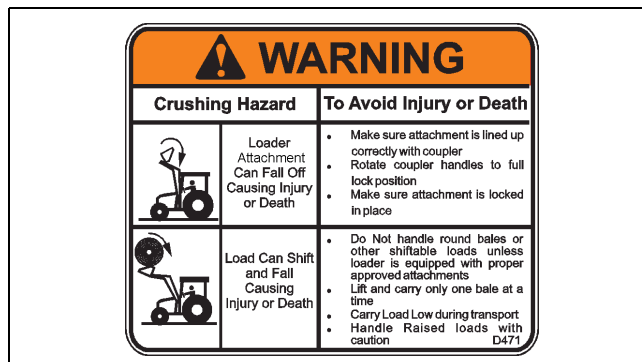 WARNING
Crushing Hazard
To Avoid Injury or Death
Loader
Attachment
Can Fall Off
Causing Injury
or Death
• Make sure attachment is lined up
correctly with coupler
• Rotate coupler handles to full
lock position
• Make sure attachment is locked
in place
Load Can Shift
and Fall
Causing
Injury or Death
• Do Not handle round bales or
other shiftable loads unless
loader is equipped with proper
approved attachments
• Lift and carry only one bale at a
time
• Carry Load Low during transport
• Handle Raised loads with
caution D471